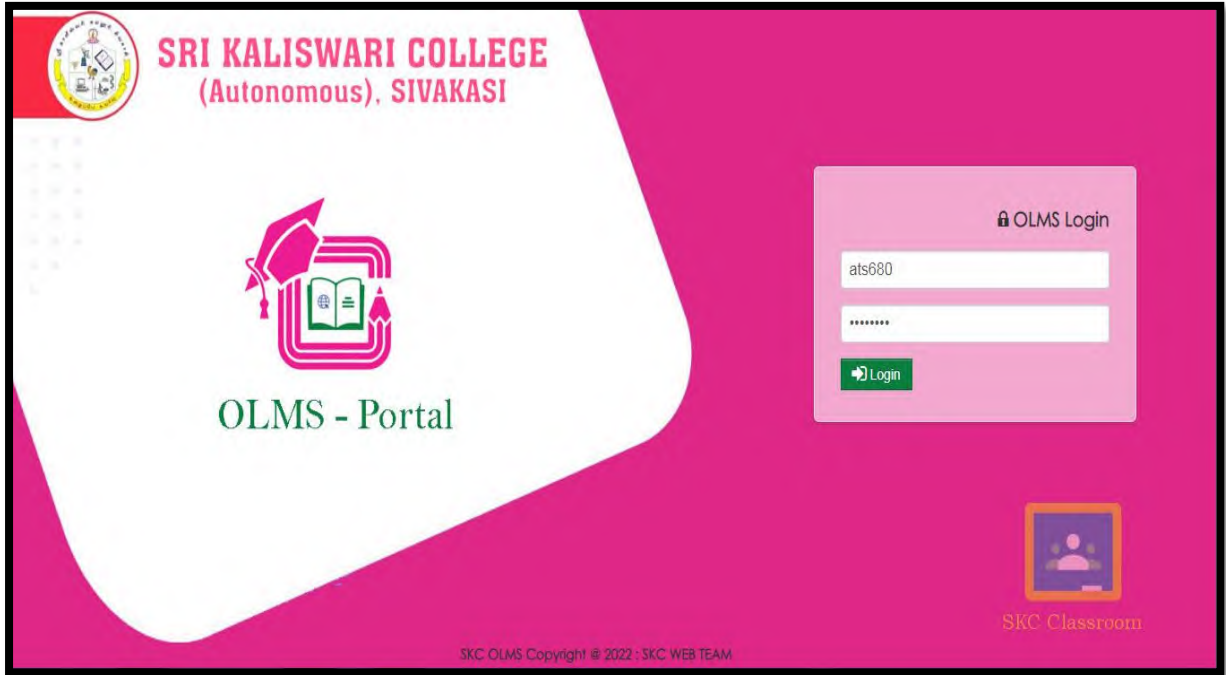 SRI KALISWARI COLLEGE
(Autonomous), SIVAKASI
OLMS - Portal
OLMS Login
ats680
••••••••
Login
SKC Classroom
SKC OLMS Copyright @ 2022 : SKC WEB TEAM